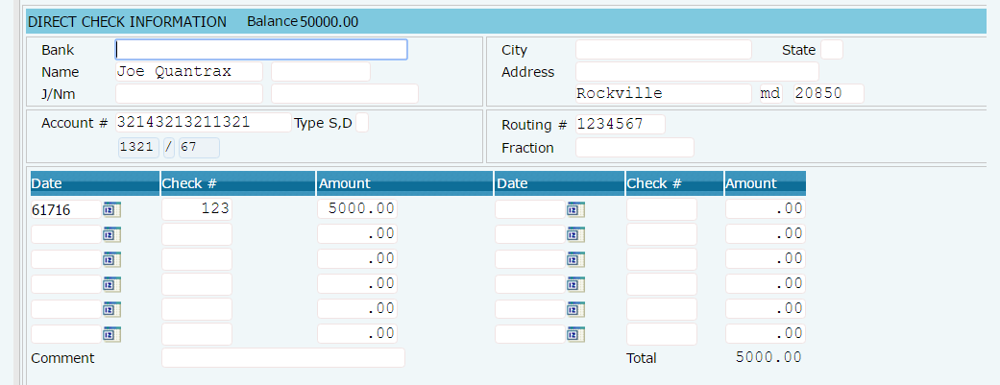 DIRECT CHECK INFORMATION Balance 50000.00
Bank City State
Name Joe Quantrax Address
J/Nm Rockville md 20850
Account # 32143213211321 Type S,D Routing # 1234567
1321 / 67 Fraction
Date Check # Amount Date Check # Amount
61716 123 5000.00 .00
.00 .00
.00 .00
.00 .00
.00 .00
.00 .00
Comment Total 5000.00